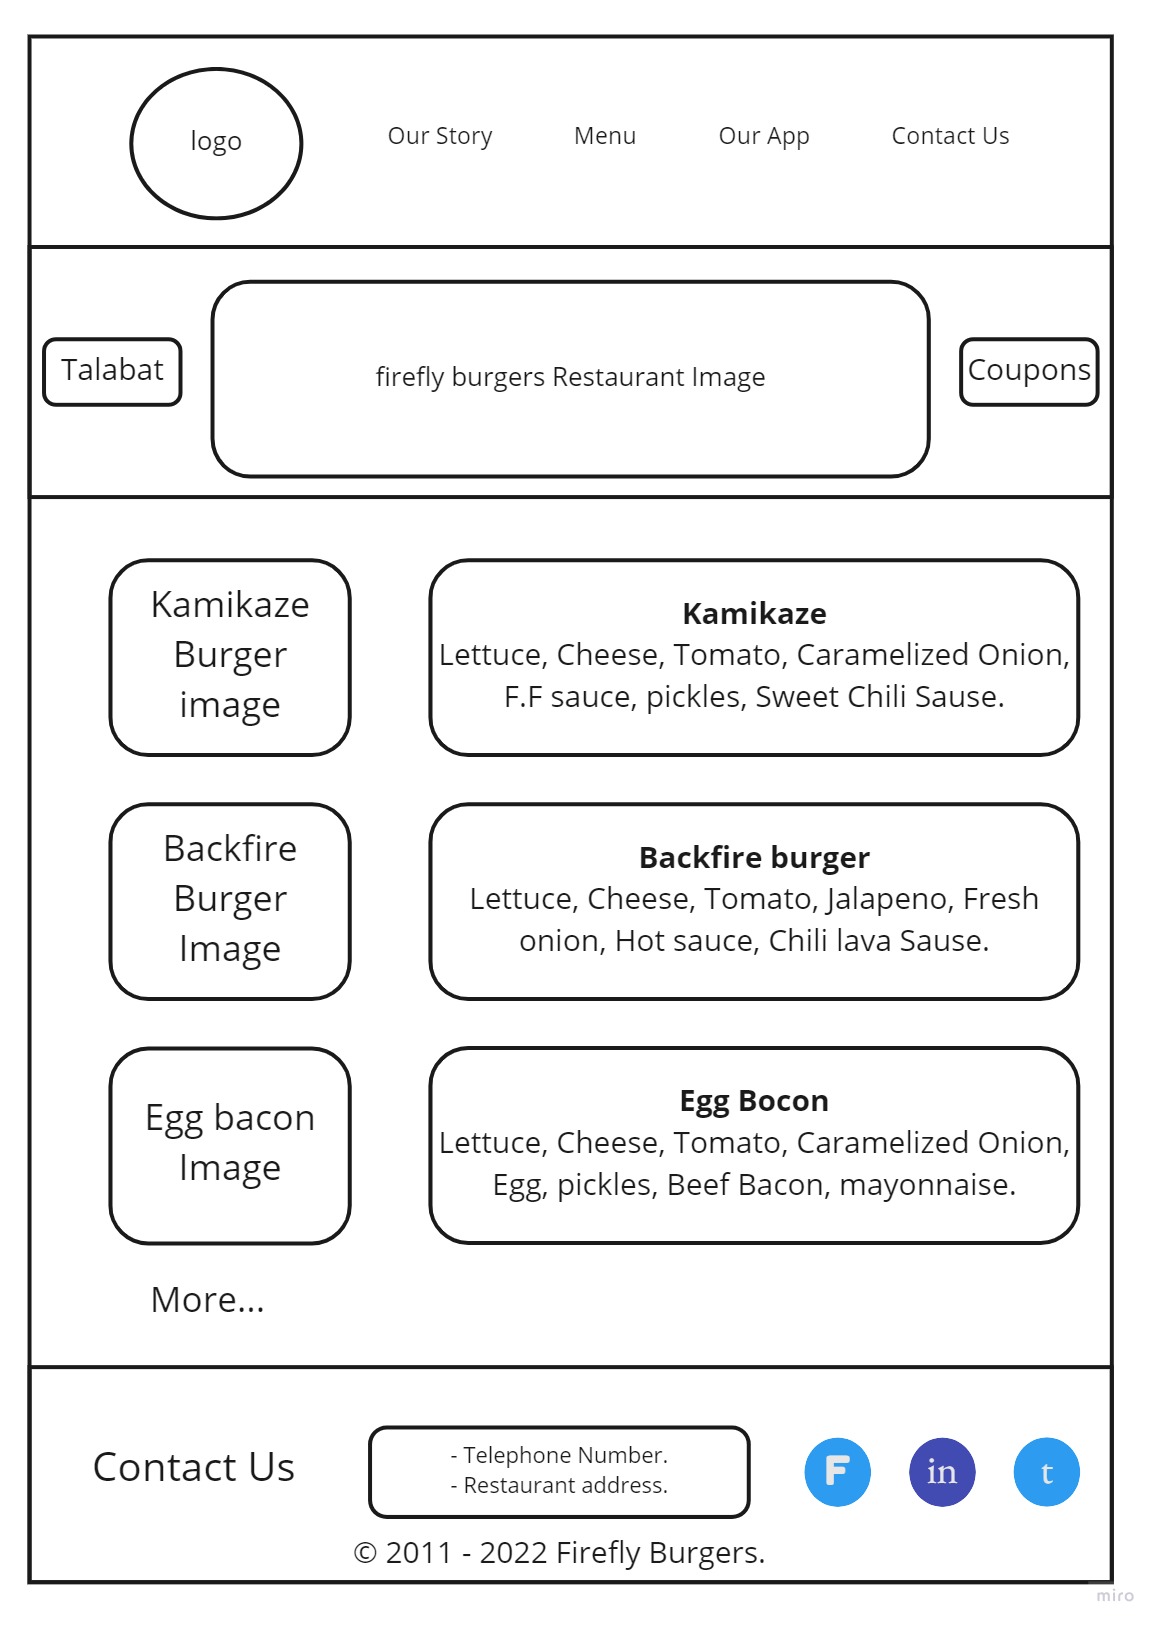 logo
Our Story
Menu
Our App
Contact Us
Talabat
firefly burgers Restaurant Image
Coupons
Kamikaze
Burger
image
Kamikaze
Lettuce, Cheese, Tomato, Caramelized Onion,
F.F sauce, pickles, Sweet Chili Sause.
Backfire
Burger
Image
Backfire burger
Lettuce, Cheese, Tomato, Jalapeno, Fresh
onion, Hot sauce, Chili lava Sause.
Egg bacon
Image
Egg Bocon
Lettuce, Cheese, Tomato, Caramelized Onion,
Egg, pickles, Beef Bacon, mayonnaise.
More...
Contact Us
- Telephone Number.
- Restaurant address.
F
in
t
© 2011 - 2022 Firefly Burgers.
miro